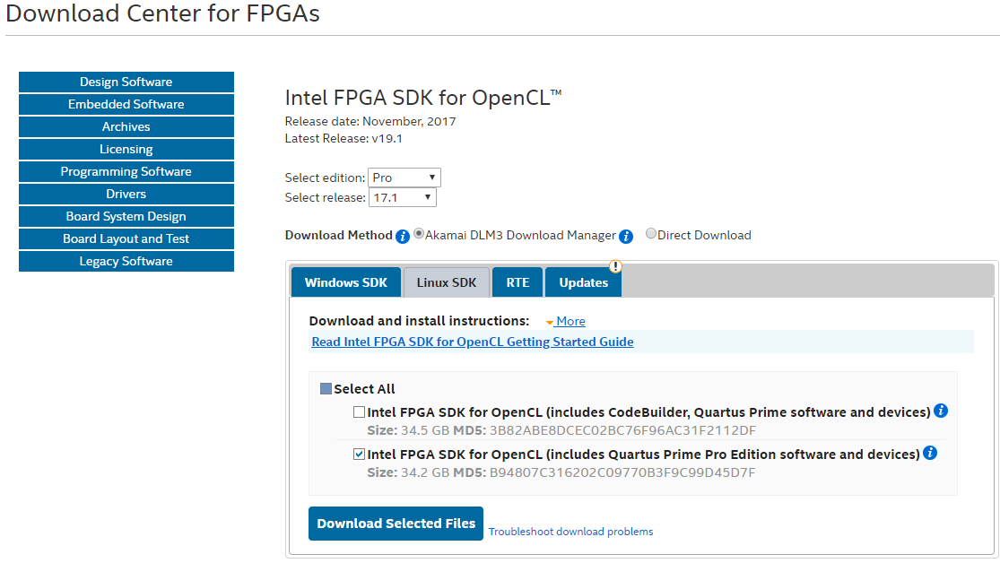 Download Center for FPGAs
Design Software
Embedded Software
Archives
Licensing
Programming Software
Drivers
Board System Design
Board Layout and Test
Legacy Software
Intel FPGA SDK for OpenCL™
Release date: November, 2017
Latest Release: v19.1
Select edition: Pro
Select release: 17.1
Download Method i Akamai DLM3 Download Manager i Direct Download
Windows SDK Linux SDK RTE Updates !
Download and install instructions: More
Read Intel FPGA SDK for OpenCL Getting Started Guide
Select All
Intel FPGA SDK for OpenCL (includes CodeBuilder, Quartus Prime software and devices) i
Size: 34.5 GB MD5: 3B82ABE8DCEC02BC76F96AC31F2112DF
Intel FPGA SDK for OpenCL (includes Quartus Prime Pro Edition software and devices) i
Size: 34.2 GB MD5: B94807C316202C09770B3F9C99D45D7F
Download Selected Files Troubleshoot download problems